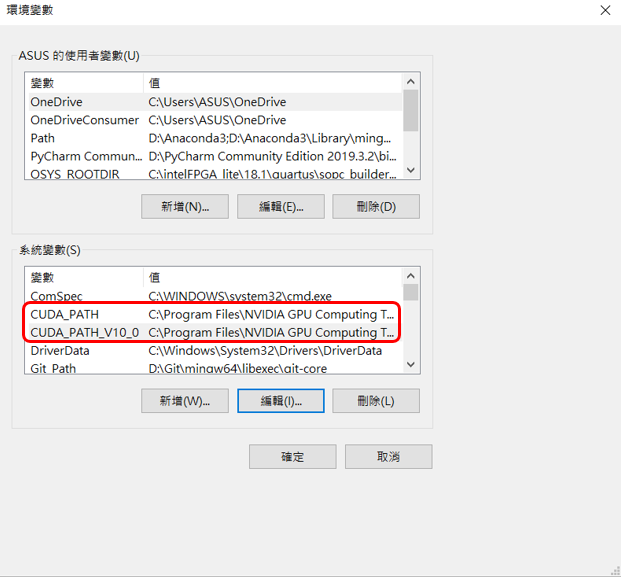 環境變數
ASUS 的使用者變數(U)
變數 值
OneDrive C:\Users\ASUS\OneDrive
OneDriveConsumer C:\Users\ASUS\OneDrive
Path D:\Anaconda3;D:\Anaconda3\Library\ming...
PyCharm Commun... D:\PyCharm Community Edition 2019.3.2\bi...
OSYS_ROOTDIR C:\intelFPGA_lite\18.1\quartus\sopc_builder...
新增(N)... 編輯(E)... 刪除(D)
系統變數(S)
變數 值
ComSpec C:\WINDOWS\system32\cmd.exe
CUDA_PATH C:\Program Files\NVIDIA GPU Computing T...
CUDA_PATH_V10_0 C:\Program Files\NVIDIA GPU Computing T...
DriverData C:\Windows\System32\Drivers\DriverData
Git_Path D:\Git\mingw64\libexec\git-core
新增(W)... 編輯(I)... 刪除(L)
確定 取消